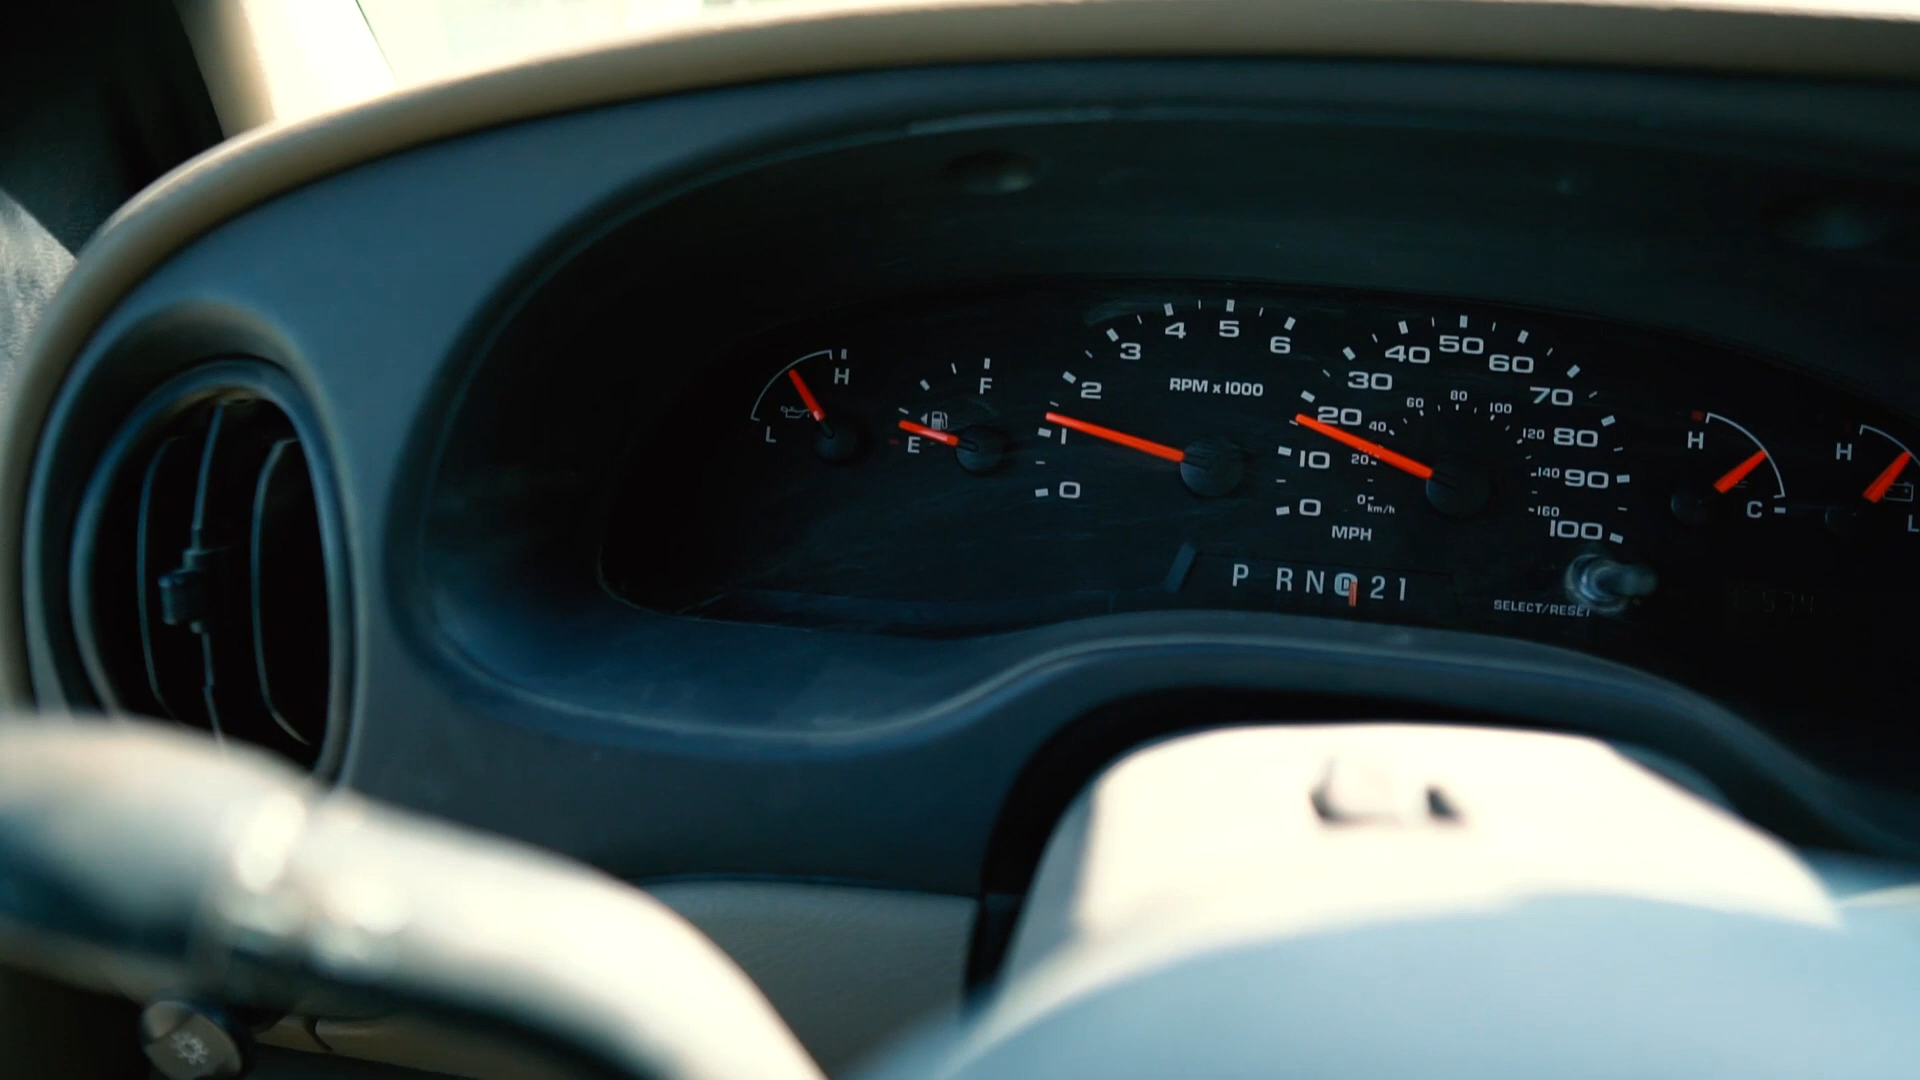 H
L
F
E
0 1 2 3 4 5 6
RPM x 1000
0 10 20 30 40 50 60 70 80 90 100
0 20 40 60 80 100 120 140 160
km/h
MPH
P R N D 2 1
SELECT/RESET
H
C
H
L